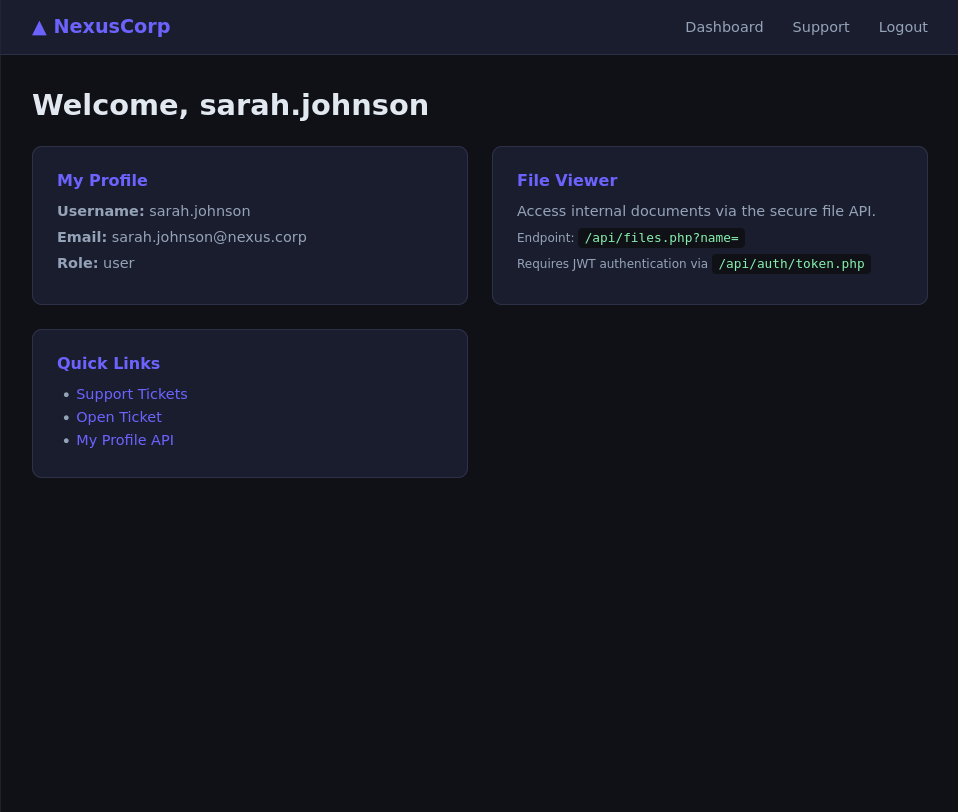 ▲ NexusCorp
Dashboard Support Logout
Welcome, sarah.johnson
My Profile
Username: sarah.johnson
Email: sarah.johnson@nexus.corp
Role: user
File Viewer
Access internal documents via the secure file API.
Endpoint: /api/files.php?name=
Requires JWT authentication via /api/auth/token.php
Quick Links
• Support Tickets
• Open Ticket
• My Profile API